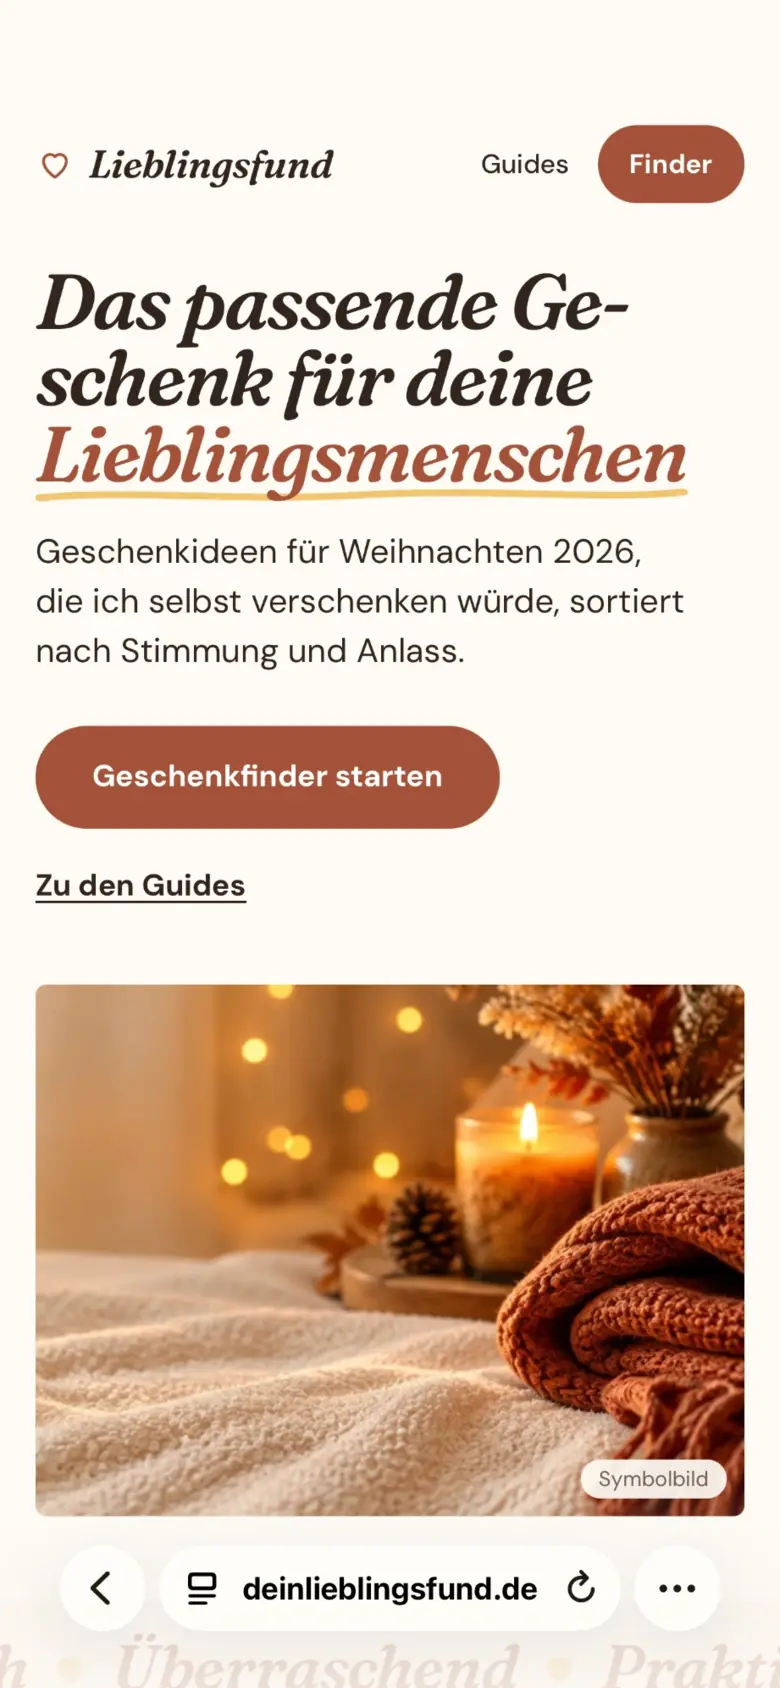 Lieblingsfund
Guides
Finder
Das passende Ge-
schenk für deine
Lieblingsmenschen
Geschenkideen für Weihnachten 2026,
die ich selbst verschenken würde, sortiert
nach Stimmung und Anlass.
Geschenkfinder starten
Zu den Guides
Symbolbild
deinlieblingsfund.de
h Überraschend Prakti